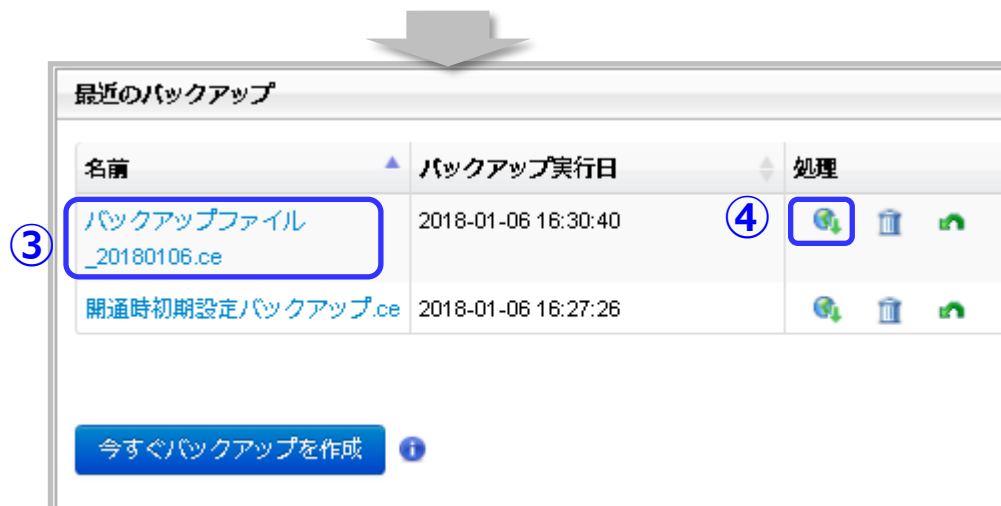 最近のバックアップ
名前 バックアップ実行日 処理
③ バックアップファイル 2018-01-06 16:30:40 ④
_20180106.ce
開通時初期設定バックアップ.ce 2018-01-06 16:27:26
今すぐバックアップを作成 i